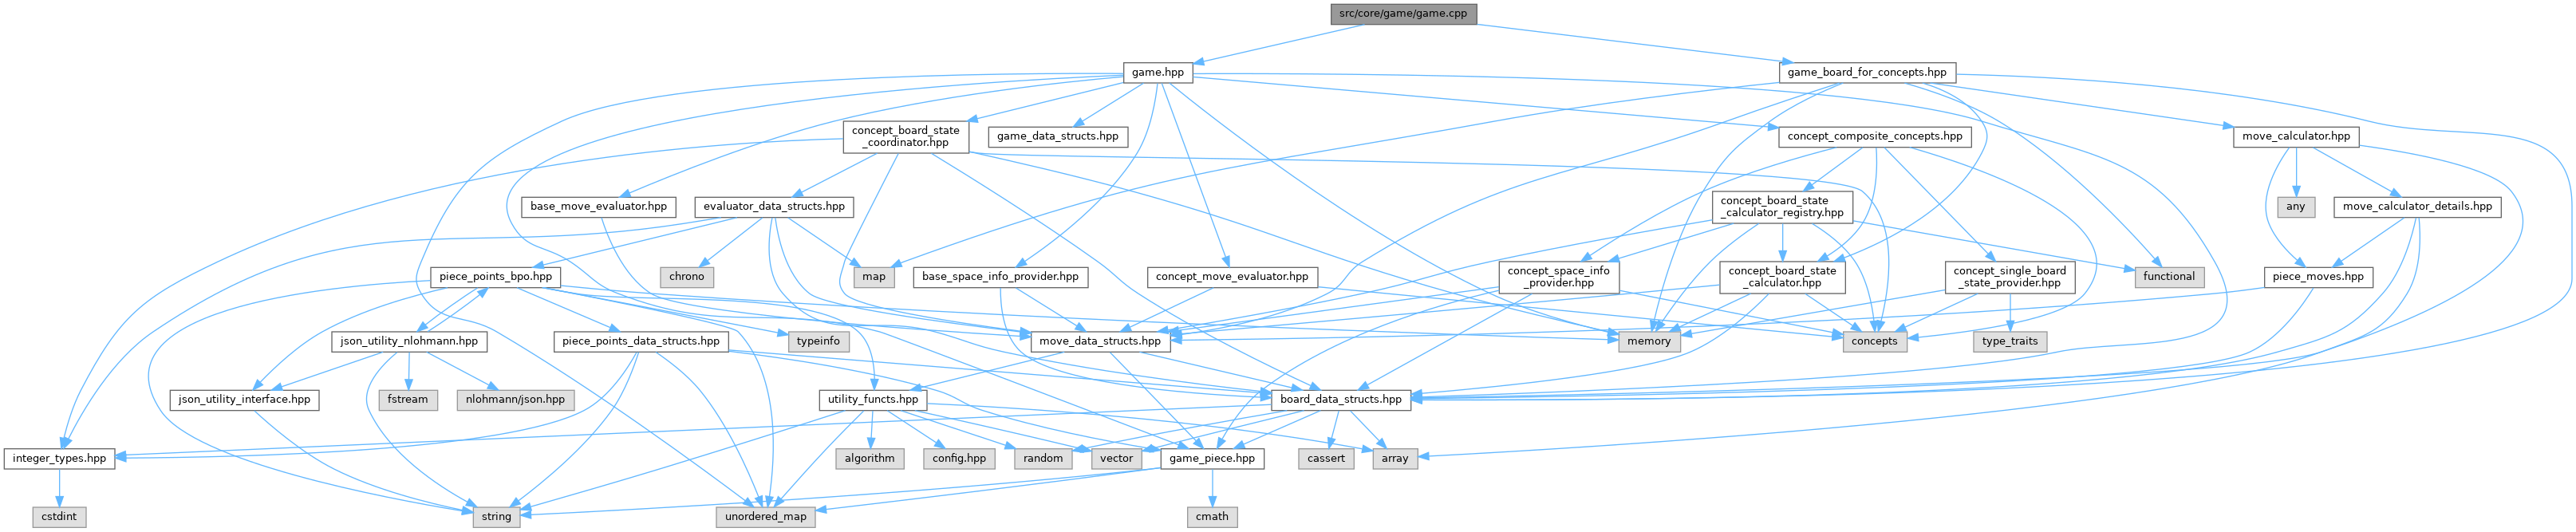 src/core/game/game.cpp
game.hpp
game_board_for_concepts.hpp
concept_board_state
_coordinator.hpp
game_data_structs.hpp
concept_composite_concepts.hpp
move_calculator.hpp
base_move_evaluator.hpp
evaluator_data_structs.hpp
concept_board_state
_calculator_registry.hpp
any
move_calculator_details.hpp
piece_points_bpo.hpp
chrono
map
base_space_info_provider.hpp
concept_move_evaluator.hpp
concept_space_info
_provider.hpp
concept_board_state
_calculator.hpp
concept_single_board
_state_provider.hpp
functional
piece_moves.hpp
json_utility_nlohmann.hpp
piece_points_data_structs.hpp
typeinfo
move_data_structs.hpp
memory
concepts
type_traits
json_utility_interface.hpp
fstream
nlohmann/json.hpp
utility_functs.hpp
board_data_structs.hpp
integer_types.hpp
algorithm
config.hpp
random
vector
game_piece.hpp
cassert
array
cstdint
string
unordered_map
cmath